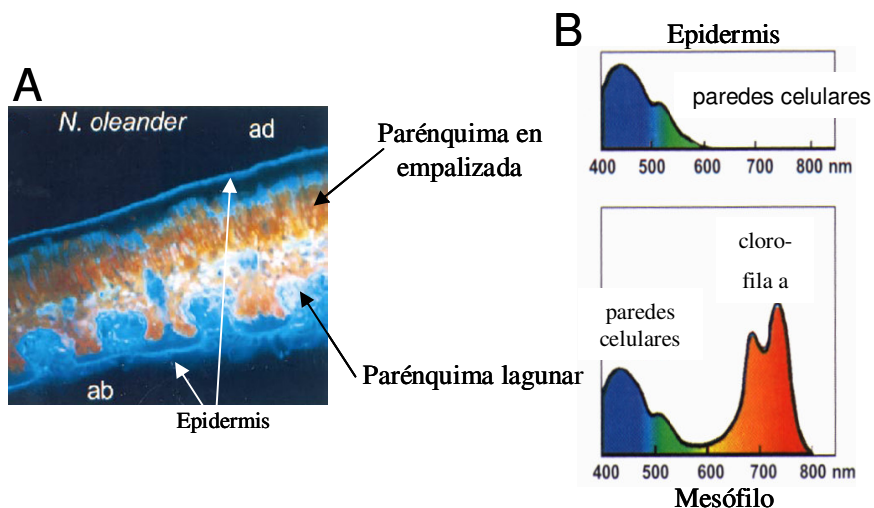 A
N. oleander
ad
ab
Parénquima en
empalizada
Parénquima lagunar
Epidermis
B
Epidermis
paredes celulares
400 500 600 700 800 nm
cloro-
fila a
paredes
celulares
400 500 600 700 800 nm
Mesófilo